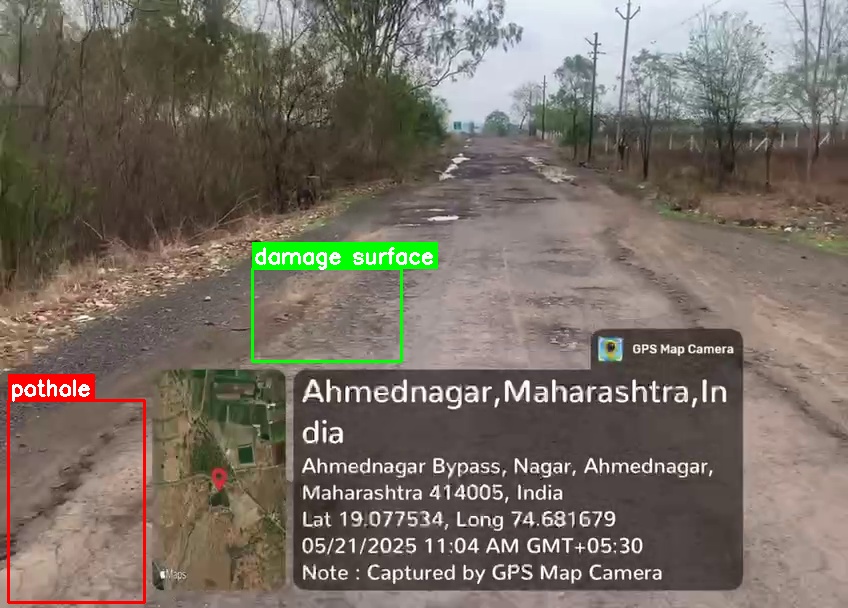 damage surface
GPS Map Camera
pothole
Ahmednagar,Maharashtra,In
dia
Ahmednagar Bypass, Nagar, Ahmednagar,
Maharashtra 414005, India
Lat 19.077534, Long 74.681679
05/21/2025 11:04 AM GMT+05:30
Note : Captured by GPS Map Camera
Maps